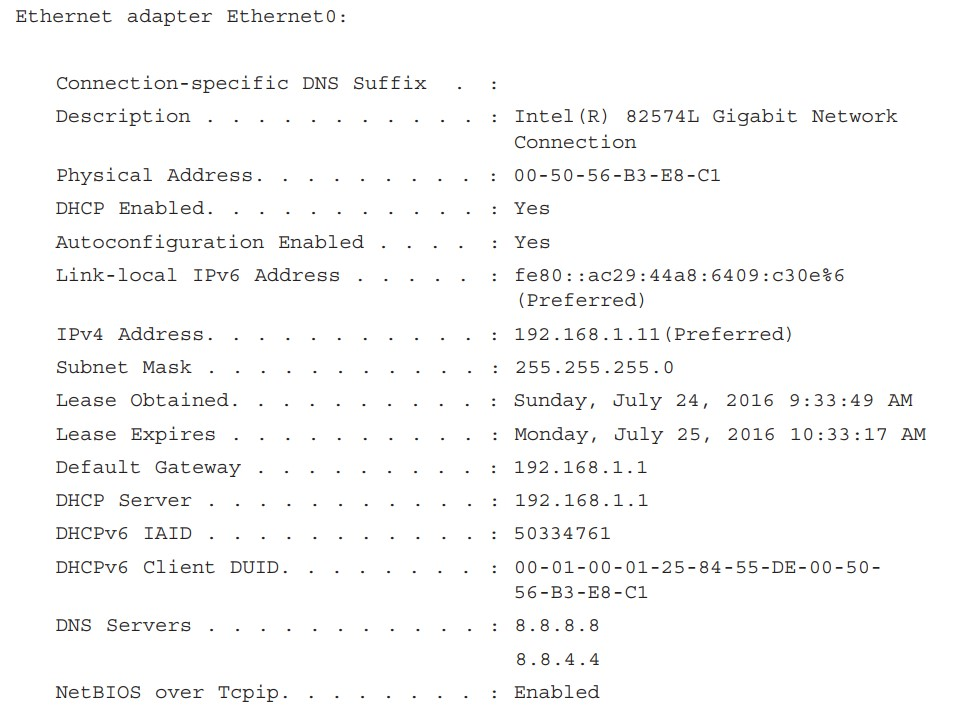 Ethernet adapter Ethernet0:
Connection-specific DNS Suffix . :
Description . . . . . . . . . . . : Intel(R) 82574L Gigabit Network
Connection
Physical Address. . . . . . . . . : 00-50-56-B3-E8-C1
DHCP Enabled. . . . . . . . . . . : Yes
Autoconfiguration Enabled . . . . : Yes
Link-local IPv6 Address . . . . . : fe80::ac29:44a8:6409:c30e%6
(Preferred)
IPv4 Address. . . . . . . . . . . : 192.168.1.11(Preferred)
Subnet Mask . . . . . . . . . . . : 255.255.255.0
Lease Obtained. . . . . . . . . . : Sunday, July 24, 2016 9:33:49 AM
Lease Expires . . . . . . . . . . : Monday, July 25, 2016 10:33:17 AM
Default Gateway . . . . . . . . . : 192.168.1.1
DHCP Server . . . . . . . . . . . : 192.168.1.1
DHCPv6 IAID . . . . . . . . . . . : 50334761
DHCPv6 Client DUID. . . . . . . . : 00-01-00-01-25-84-55-DE-00-50-
56-B3-E8-C1
DNS Servers . . . . . . . . . . . : 8.8.8.8
8.8.4.4
NetBIOS over Tcpip. . . . . . . . : Enabled